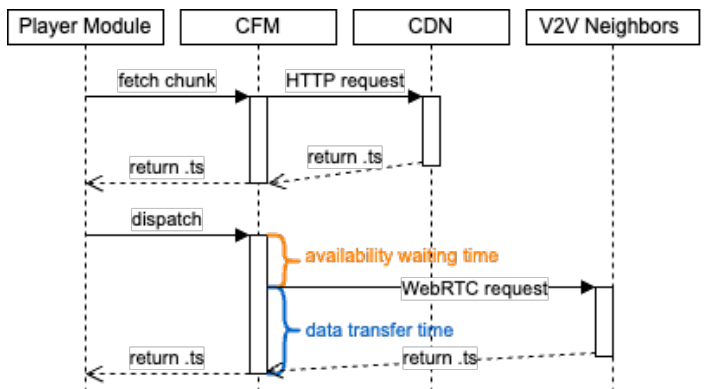 Player Module
CFM
CDN
V2V Neighbors
fetch chunk
HTTP request
return .ts
return .ts
dispatch
availability waiting time
WebRTC request
data transfer time
return .ts
return .ts